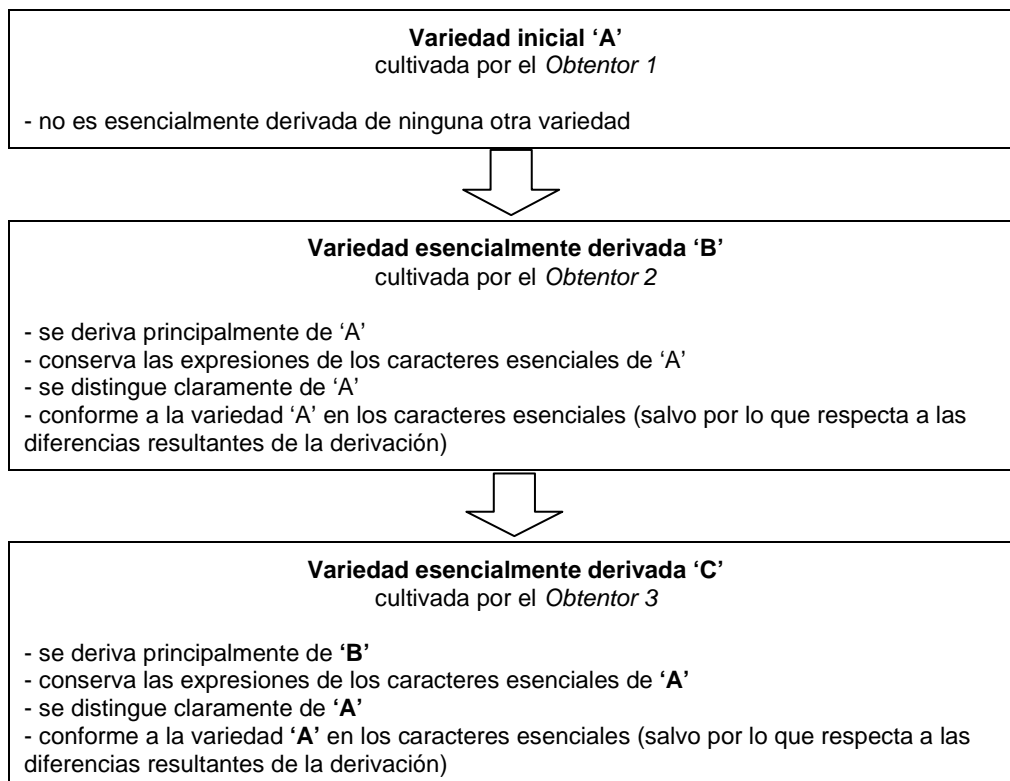 Variedad inicial ‘A’
cultivada por el Obtentor 1
- no es esencialmente derivada de ninguna otra variedad
Variedad esencialmente derivada ‘B’
cultivada por el Obtentor 2
- se deriva principalmente de ‘A’
- conserva las expresiones de los caracteres esenciales de ‘A’
- se distingue claramente de ‘A’
- conforme a la variedad ‘A’ en los caracteres esenciales (salvo por lo que respecta a las
diferencias resultantes de la derivación)
Variedad esencialmente derivada ‘C’
cultivada por el Obtentor 3
- se deriva principalmente de ‘B’
- conserva las expresiones de los caracteres esenciales de ‘A’
- se distingue claramente de ‘A’
- conforme a la variedad ‘A’ en los caracteres esenciales (salvo por lo que respecta a las
diferencias resultantes de la derivación)